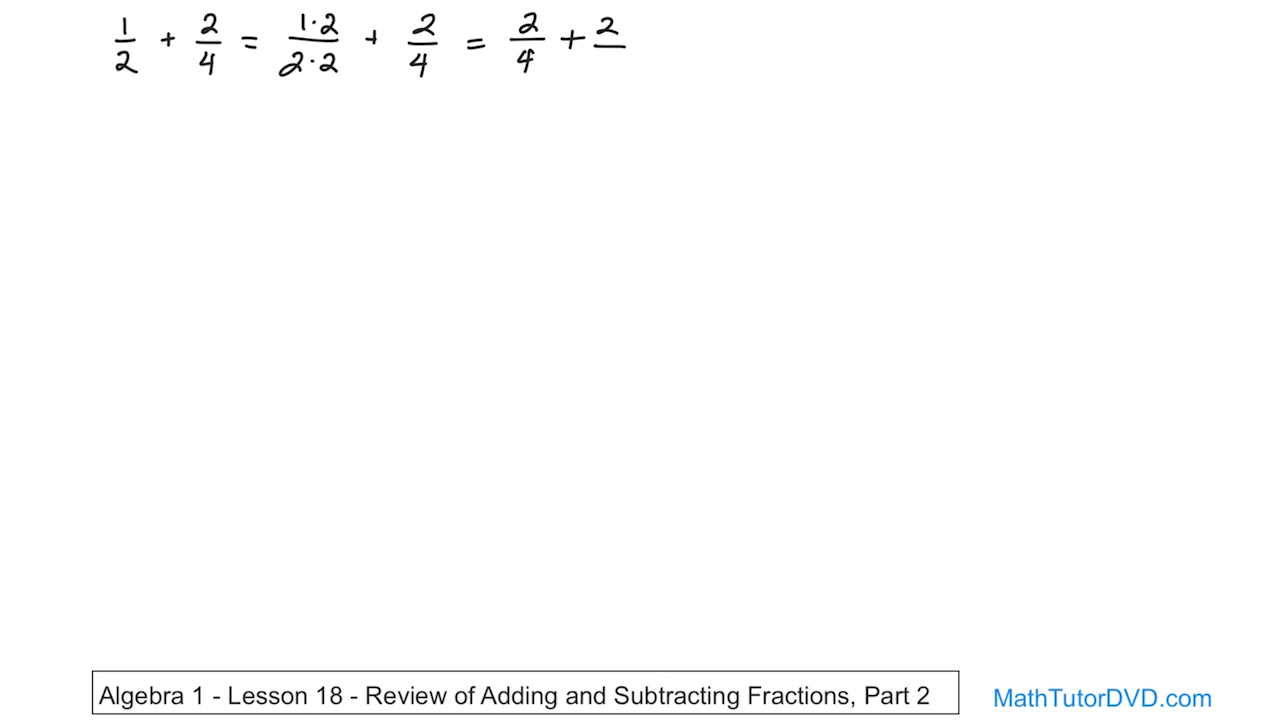 1/2 + 2/4 = 1·2/2·2 + 2/4 = 2/4 + 2/
Algebra 1 - Lesson 18 - Review of Adding and Subtracting Fractions, Part 2
MathTutorDVD.com